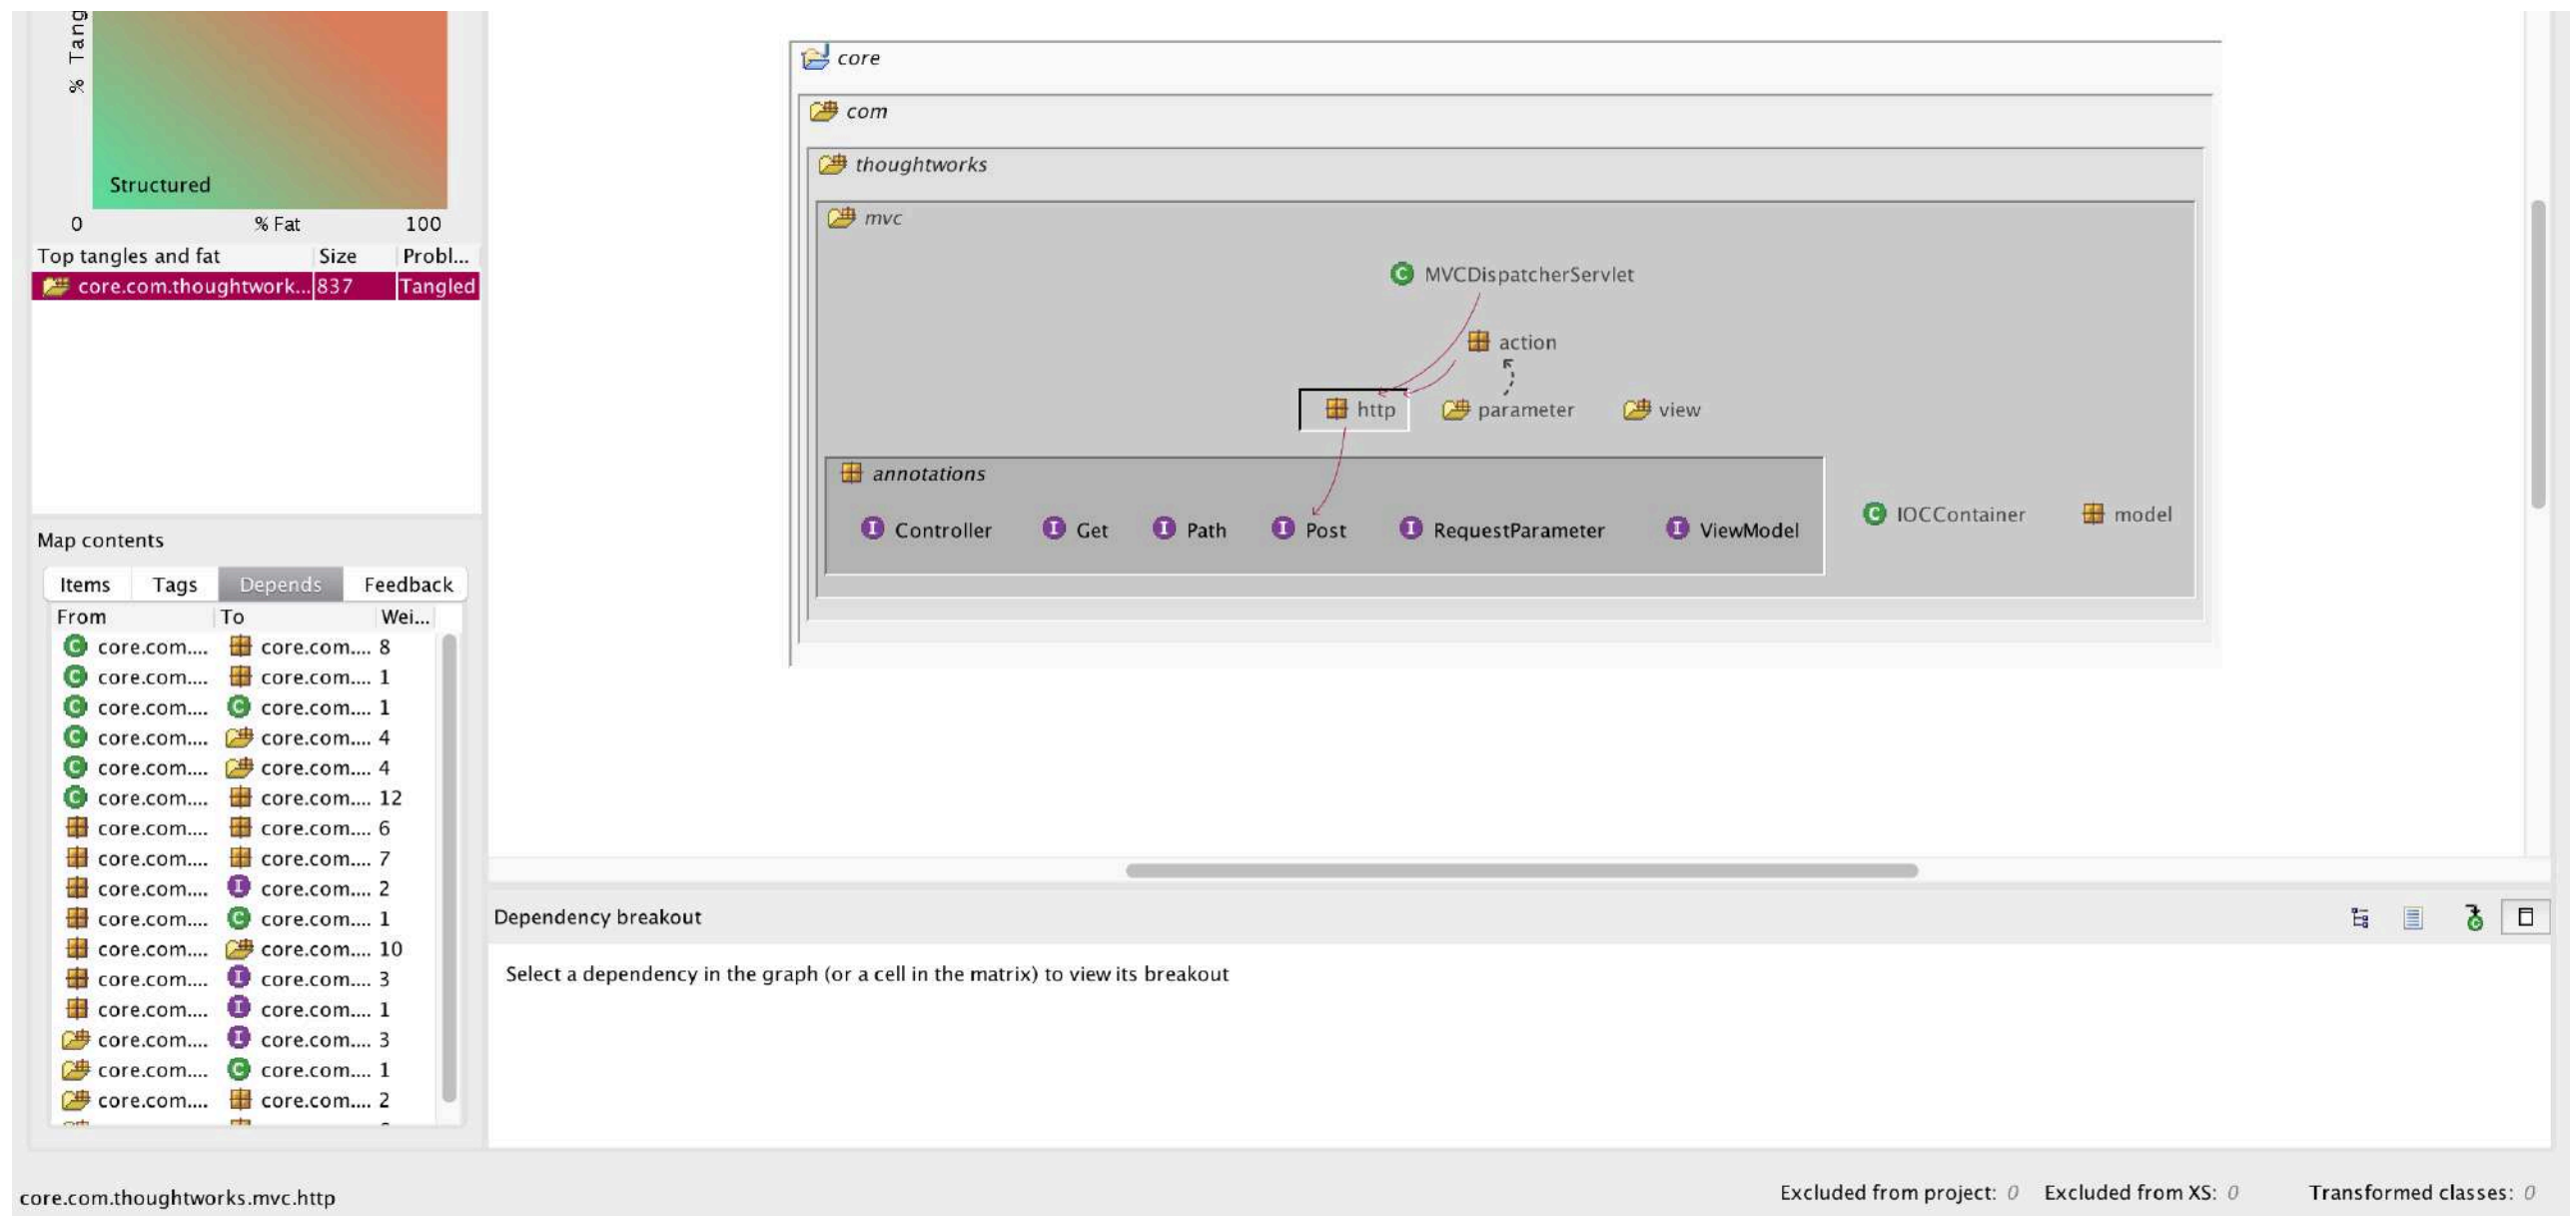 % Tang
Structured
0 % Fat 100
Top tangles and fat Size Probl...
core.com.thoughtwork... 837 Tangled
Map contents
Items Tags Depends Feedback
From To Wei...
core.com.... core.com.... 8
core.com.... core.com.... 1
core.com.... core.com.... 1
core.com.... core.com.... 4
core.com.... core.com.... 4
core.com.... core.com.... 12
core.com.... core.com.... 6
core.com.... core.com.... 7
core.com.... core.com.... 2
core.com.... core.com.... 1
core.com.... core.com.... 10
core.com.... core.com.... 3
core.com.... core.com.... 1
core.com.... core.com.... 3
core.com.... core.com.... 1
core.com.... core.com.... 2
core
com
thoughtworks
mvc
C MVCDispatcherServlet
action
http parameter view
annotations
I Controller I Get I Path I Post I RequestParameter I ViewModel
C IOCContainer model
Dependency breakout
Select a dependency in the graph (or a cell in the matrix) to view its breakout
core.com.thoughtworks.mvc.http
Excluded from project: 0 Excluded from XS: 0 Transformed classes: 0